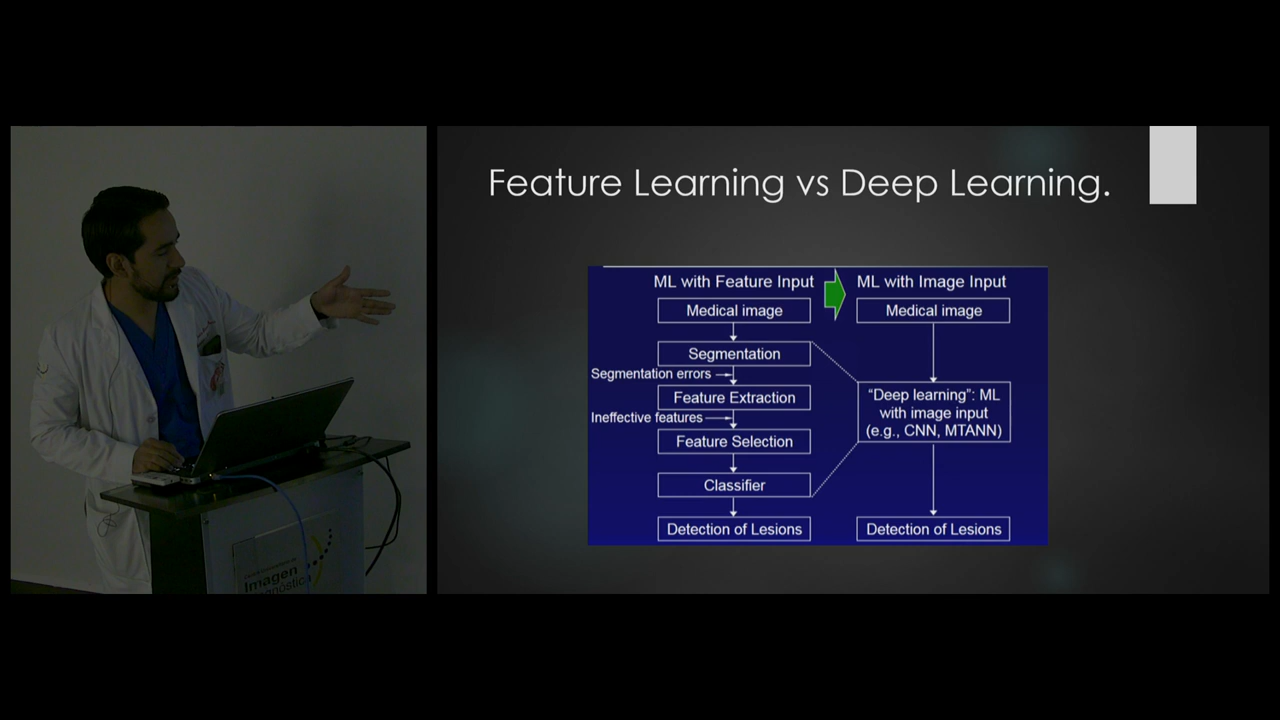 Feature Learning vs Deep Learning.
ML with Feature Input
Medical image
Segmentation
Segmentation errors
Feature Extraction
Ineffective features
Feature Selection
Classifier
Detection of Lesions
ML with Image Input
Medical image
“Deep learning”: ML
with image input
(e.g., CNN, MTANN)
Detection of Lesions
Imagen